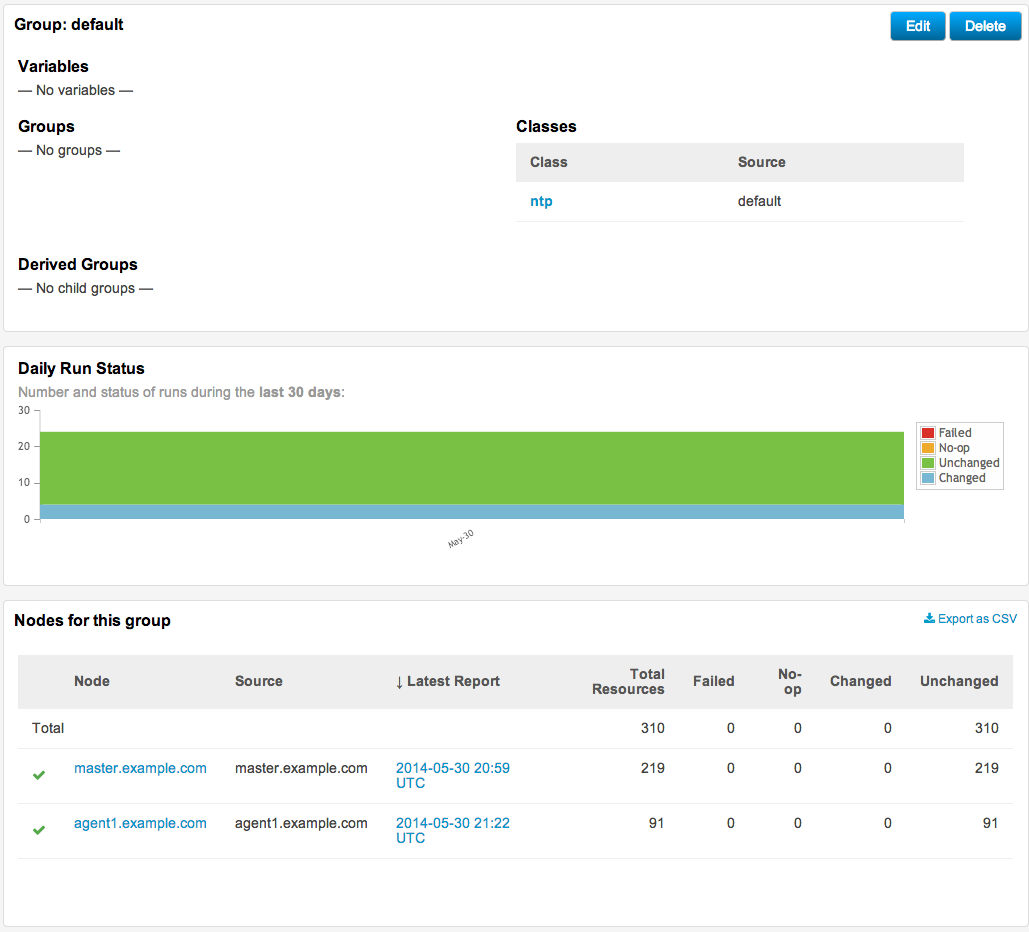 Group: default
Edit
Delete
Variables
— No variables —
Groups
— No groups —
Classes
Class Source
ntp default
Derived Groups
— No child groups —
Daily Run Status
Number and status of runs during the last 30 days:
30
20
10
0
May-30
Failed
No-op
Unchanged
Changed
Nodes for this group
Export as CSV
Node Source ↓ Latest Report Total Resources Failed No-op Changed Unchanged
Total 310 0 0 0 310
master.example.com master.example.com 2014-05-30 20:59 UTC 219 0 0 0 219
agent1.example.com agent1.example.com 2014-05-30 21:22 UTC 91 0 0 0 91